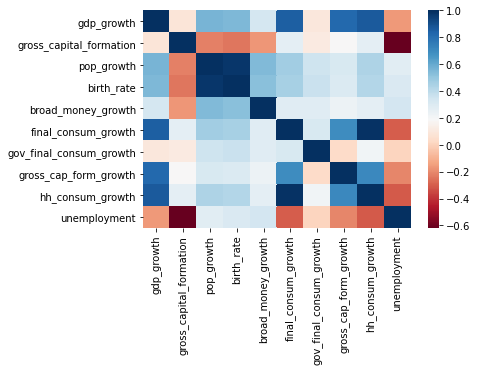 gdp_growth
gross_capital_formation
pop_growth
birth_rate
broad_money_growth
final_consum_growth
gov_final_consum_growth
gross_cap_form_growth
hh_consum_growth
unemployment
gdp_growth
gross_capital_formation
pop_growth
birth_rate
broad_money_growth
final_consum_growth
gov_final_consum_growth
gross_cap_form_growth
hh_consum_growth
unemployment
1.0
0.8
0.6
0.4
0.2
0.0
−0.2
−0.4
−0.6